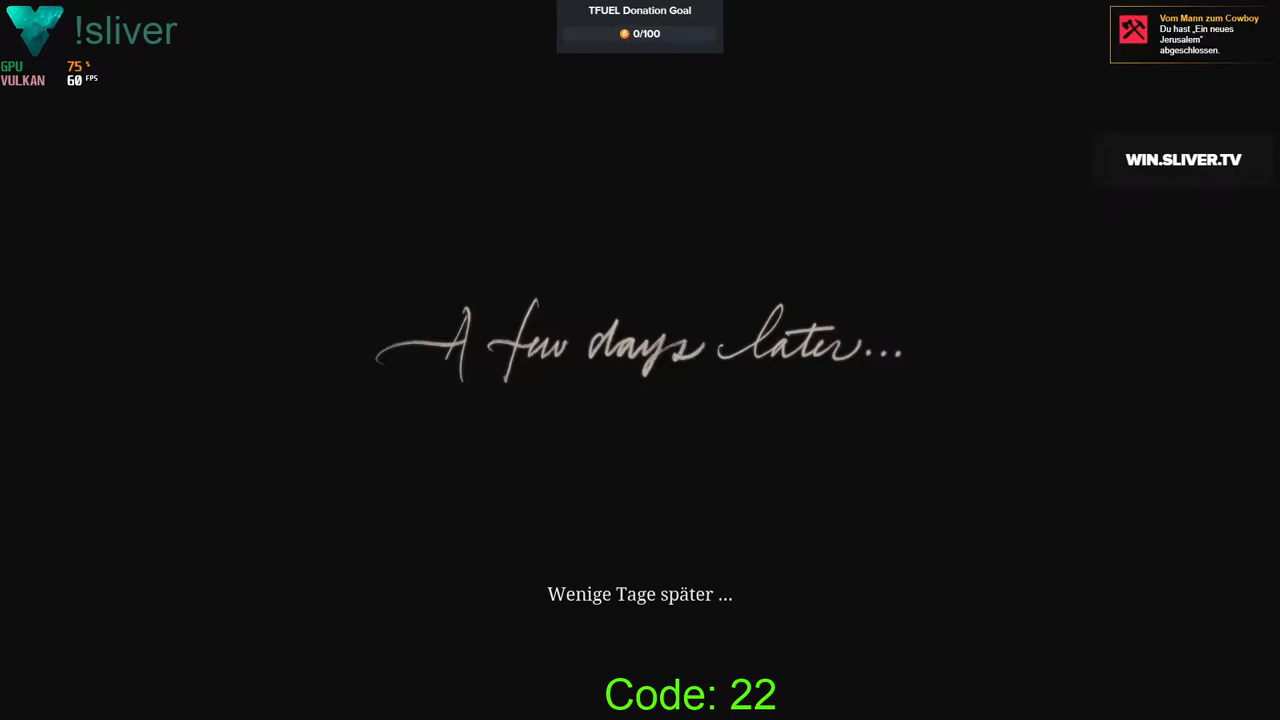 !sliver
GPU 75 %
VULKAN 60 FPS
TFUEL Donation Goal
0/100
Vom Mann zum Cowboy
Du hast „Ein neues
Jerusalem“
abgeschlossen.
WIN.SLIVER.TV
A few days later...
Wenige Tage später ...
Code: 22